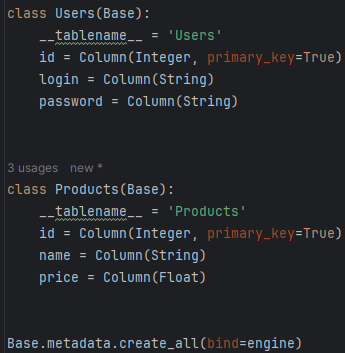 class Users(Base):
    __tablename__ = 'Users'
    id = Column(Integer, primary_key=True)
    login = Column(String)
    password = Column(String)
3 usages   new *
class Products(Base):
    __tablename__ = 'Products'
    id = Column(Integer, primary_key=True)
    name = Column(String)
    price = Column(Float)
Base.metadata.create_all(bind=engine)